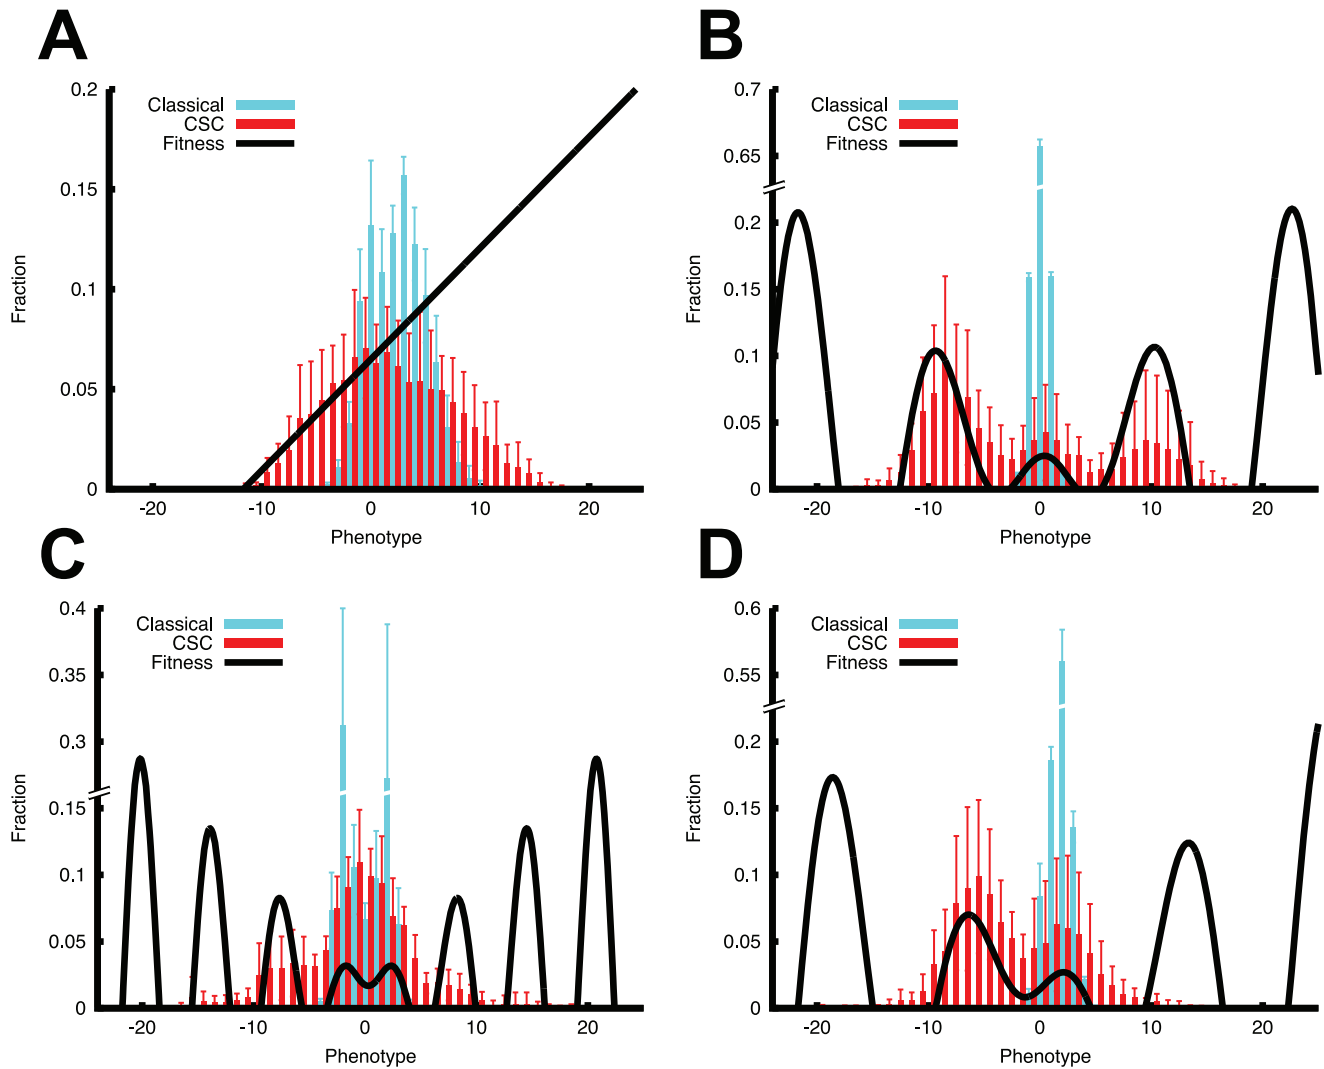 A
0.2
0.15
0.1
0.05
0
Fraction
Classical
CSC
Fitness
-20 -10 0 10 20
Phenotype
B
0.7
0.65
0.2
0.15
0.1
0.05
0
Fraction
Classical
CSC
Fitness
-20 -10 0 10 20
Phenotype
C
0.4
0.35
0.3
0.15
0.1
0.05
0
Fraction
Classical
CSC
Fitness
-20 -10 0 10 20
Phenotype
D
0.6
0.55
0.2
0.15
0.1
0.05
0
Fraction
Classical
CSC
Fitness
-20 -10 0 10 20
Phenotype